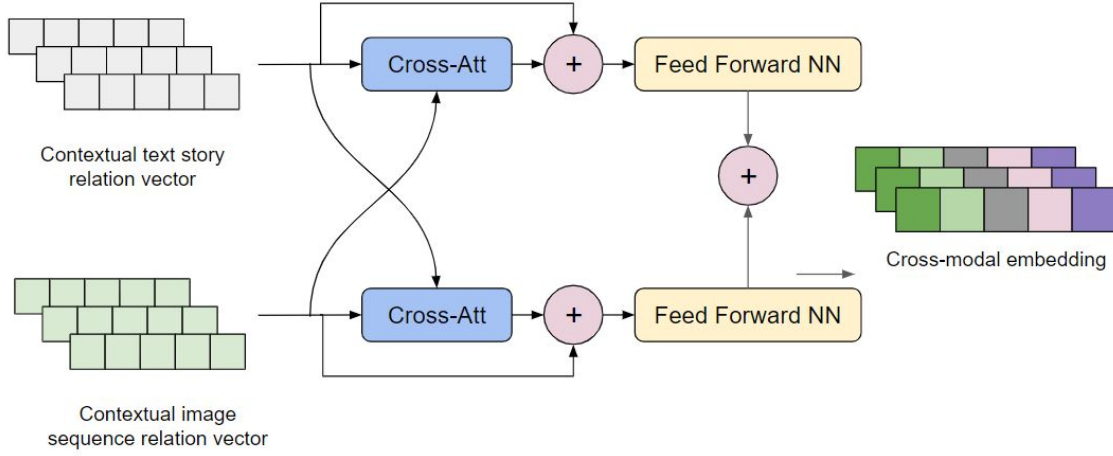 Cross-Att
+
Feed Forward NN
Contextual text story
relation vector
+
Cross-modal embedding
Cross-Att
+
Feed Forward NN
Contextual image
sequence relation vector